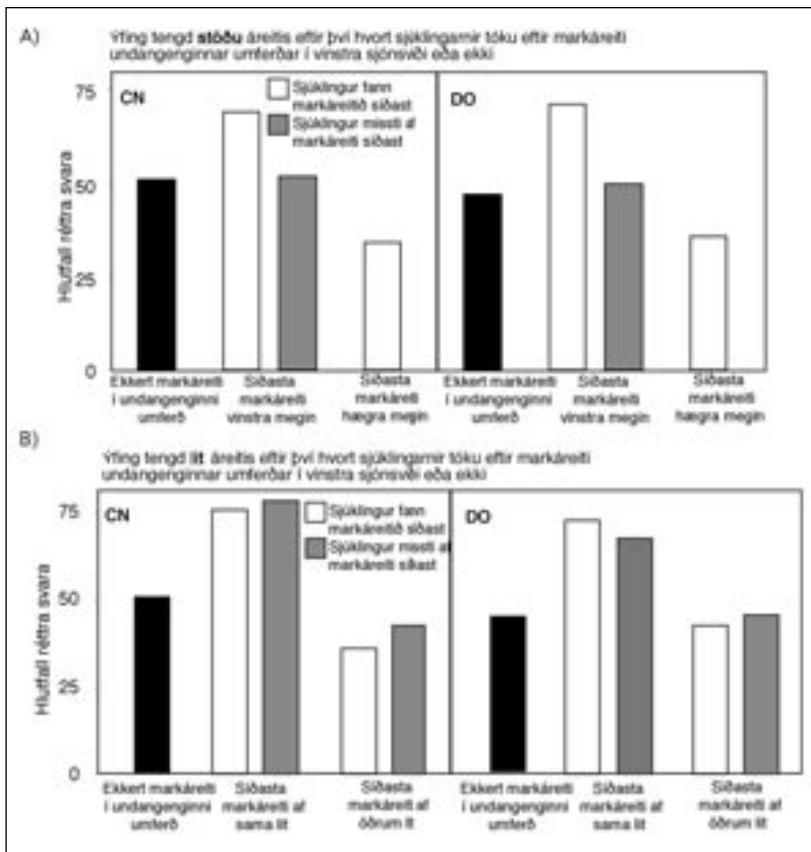 A)
Ýfing tengd stöðu áreitis eftir því hvort sjúklingarnir tóku eftir markáreiti
undangenginnar umferðar í vinstra sjónsviði eða ekki
CN
Sjúklingur fann
markáreitið síðast
Sjúklingur missti af
markáreiti síðast
DO
Hlutfall réttra svara
75
50
25
0
Ekkert markáreiti
í undangenginni
umferð
Síðasta
markáreiti
vinstra megin
Síðasta
markáreiti
hægra megin
Ekkert markáreiti
í undangenginni
umferð
Síðasta
markáreiti
vinstra megin
Síðasta
markáreiti
hægra megin
B)
Ýfing tengd lit áreitis eftir því hvort sjúklingarnir tóku eftir markáreiti
undangenginnar umferðar í vinstra sjónsviði eða ekki
CN
Sjúklingur fann
markáreitið síðast
Sjúklingur missti af
markáreiti síðast
DO
Hlutfall réttra svara
75
50
25
0
Ekkert markáreiti
í undangenginni
umferð
Síðasta
markáreiti af
sama lit
Síðasta
markáreiti af
öðrum lit
Ekkert markáreiti
í undangenginni
umferð
Síðasta
markáreiti af
sama lit
Síðasta
markáreiti af
öðrum lit